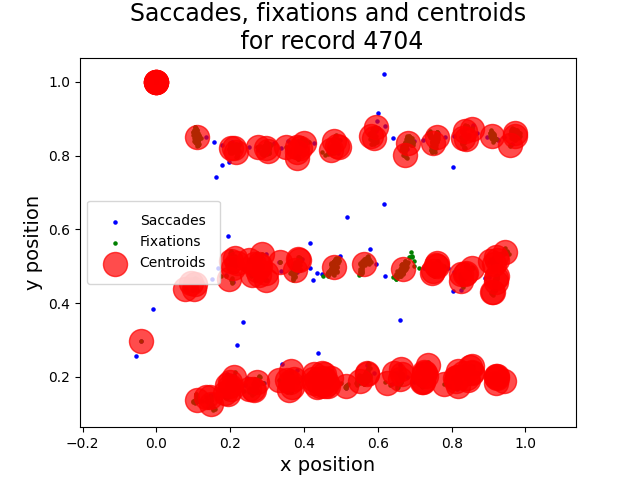 Saccades, fixations and centroids
for record 4704
1.0
0.8
0.6
0.4
0.2
y position
Saccades
Fixations
Centroids
−0.2
0.0
0.2
0.4
0.6
0.8
1.0
x position